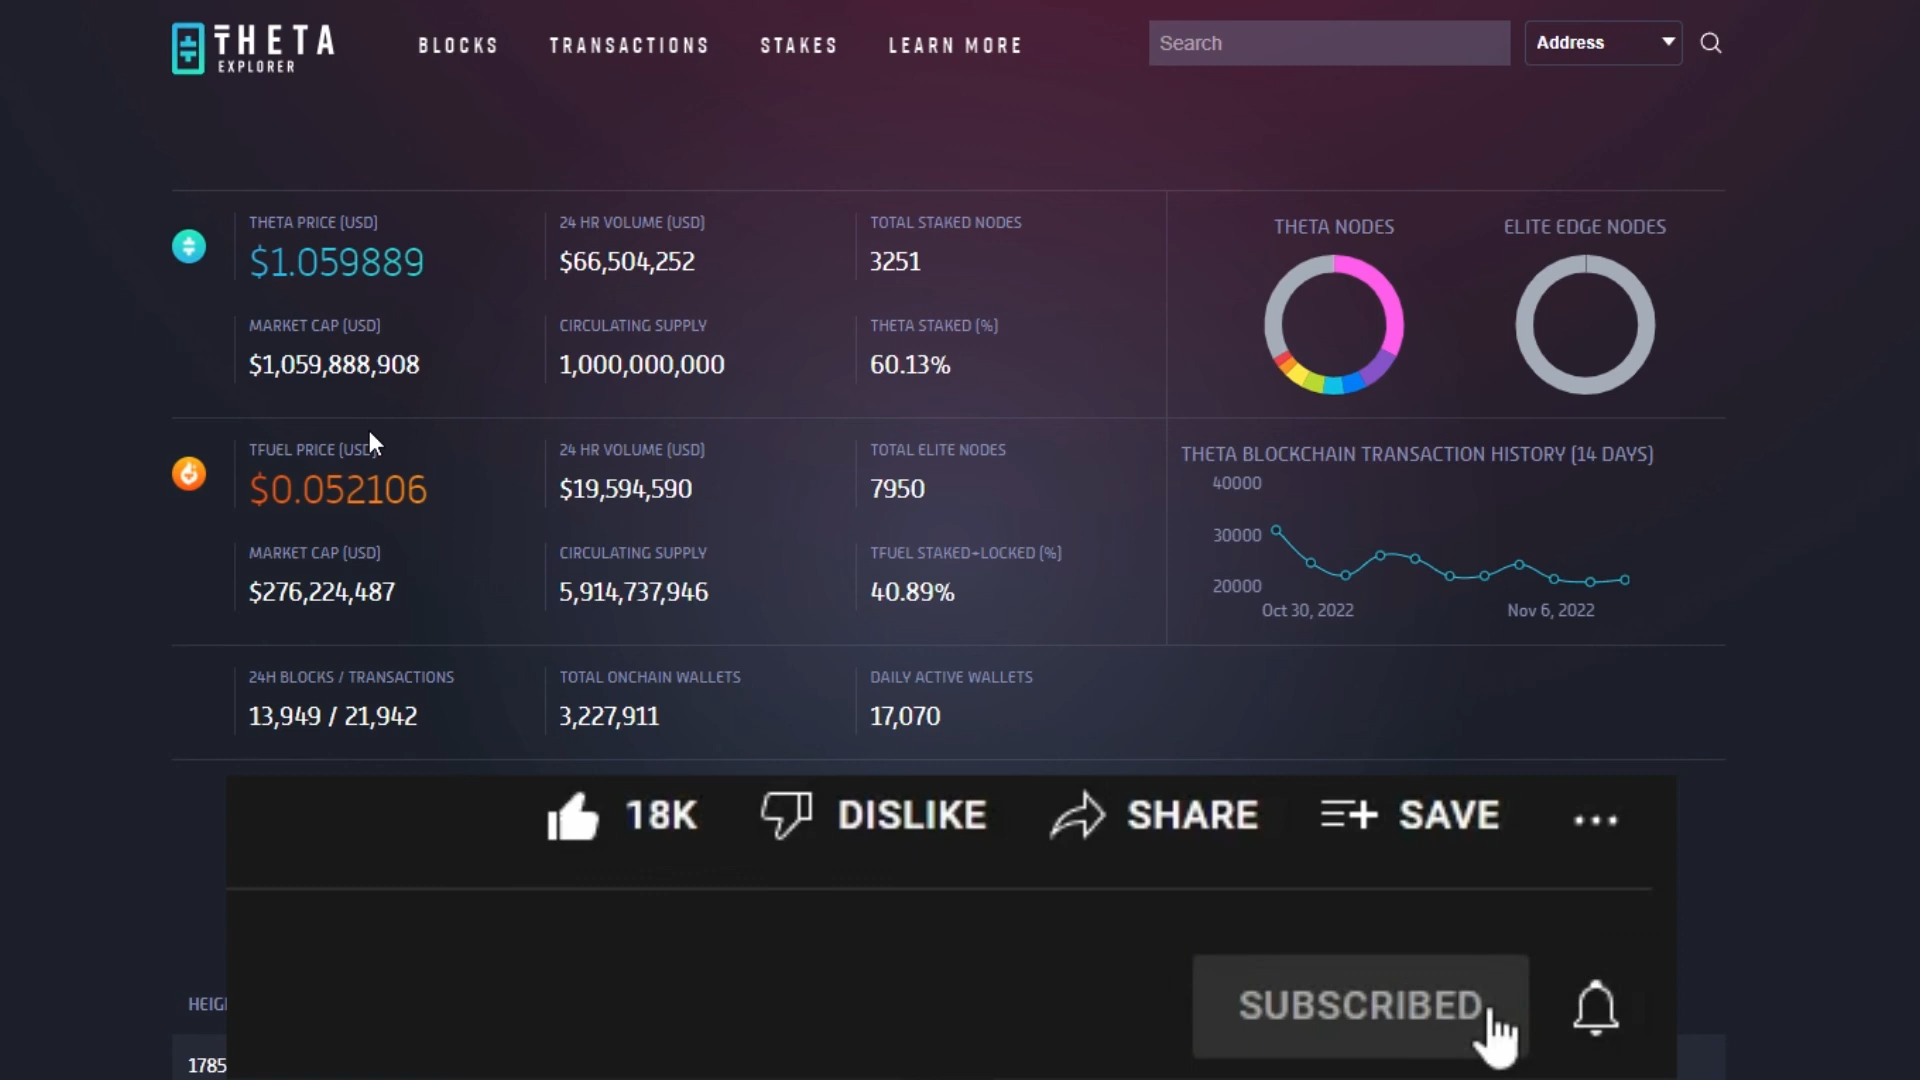 THETA
EXPLORER
BLOCKS
TRANSACTIONS
STAKES
LEARN MORE
Search
Address
THETA PRICE (USD)
$1.059889
24 HR VOLUME (USD)
$66,504,252
TOTAL STAKED NODES
3251
MARKET CAP (USD)
$1,059,888,908
CIRCULATING SUPPLY
1,000,000,000
THETA STAKED (%)
60.13%
THETA NODES
ELITE EDGE NODES
TFUEL PRICE (USD)
$0.052106
24 HR VOLUME (USD)
$19,594,590
TOTAL ELITE NODES
7950
MARKET CAP (USD)
$276,224,487
CIRCULATING SUPPLY
5,914,737,946
TFUEL STAKED+LOCKED (%)
40.89%
THETA BLOCKCHAIN TRANSACTION HISTORY (14 DAYS)
40000
30000
20000
Oct 30, 2022
Nov 6, 2022
24H BLOCKS / TRANSACTIONS
13,949 / 21,942
TOTAL ONCHAIN WALLETS
3,227,911
DAILY ACTIVE WALLETS
17,070
18K
DISLIKE
SHARE
SAVE
SUBSCRIBED
HEIG
1785